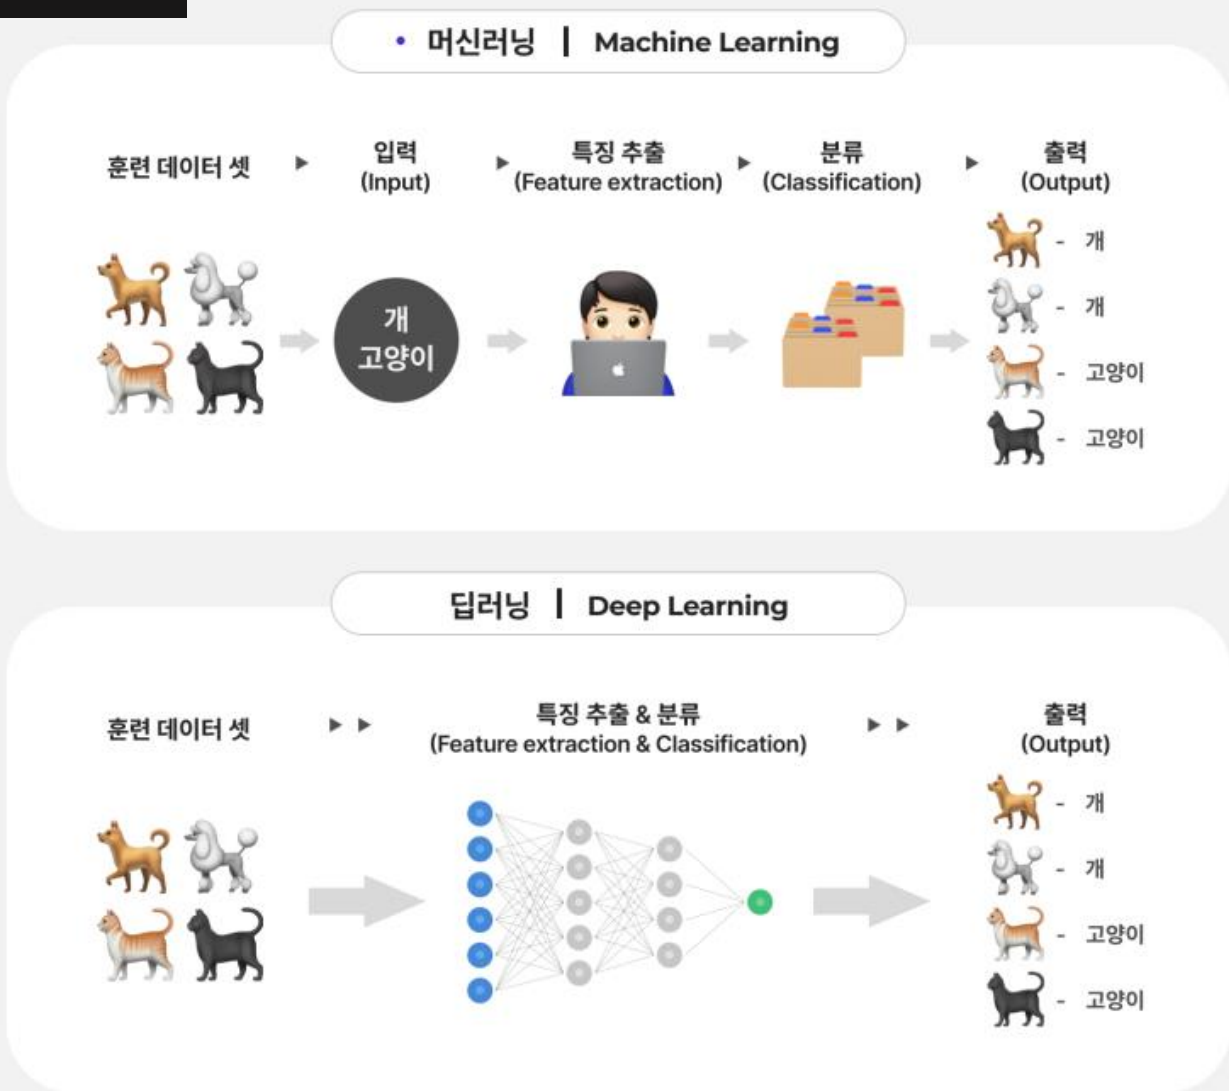 • 머신러닝 | Machine Learning
훈련 데이터 셋 ▶ 입력 ▶ 특징 추출 ▶ 분류 ▶ 출력
(Input) (Feature extraction) (Classification) (Output)
개
고양이
- 개
- 개
- 고양이
- 고양이
딥러닝 | Deep Learning
훈련 데이터 셋 ▶ ▶ 특징 추출 & 분류 ▶ ▶ 출력
(Feature extraction & Classification) (Output)
- 개
- 개
- 고양이
- 고양이